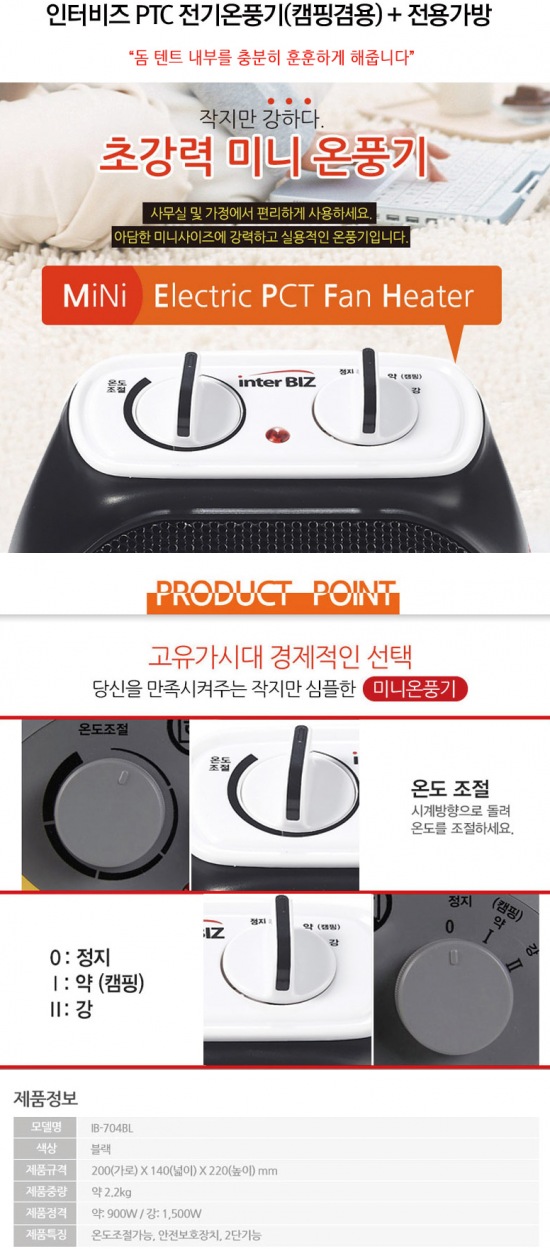 인터비즈 PTC 전기온풍기(캠핑겸용) + 전용가방
“돔 텐트 내부를 충분히 훈훈하게 해줍니다”
작지만 강하다.
초강력 미니 온풍기
사무실 및 가정에서 편리하게 사용하세요.
아담한 미니사이즈에 강력하고 실용적인 온풍기입니다.
MiNi Electric PCT Fan Heater
온도
조절
inter BIZ
정지
약 (캠핑)
강
PRODUCT POINT
고유가시대 경제적인 선택
당신을 만족시켜주는 작지만 심플한 미니온풍기
온도조절
온도
조절
온도 조절
시계방향으로 돌려
온도를 조절하세요.
0 : 정지
I : 약 (캠핑)
II : 강
IZ
정지
약 (캠핑)
강
정지
(캠핑)
약
강
0
I
II
제품정보
모델명 IB-704BL
색상 블랙
제품규격 200(가로) X 140(넓이) X 220(높이) mm
제품중량 약 2,2kg
제품정격 약: 900W / 강: 1,500W
제품특징 온도조절가능, 안전보호장치, 2단기능